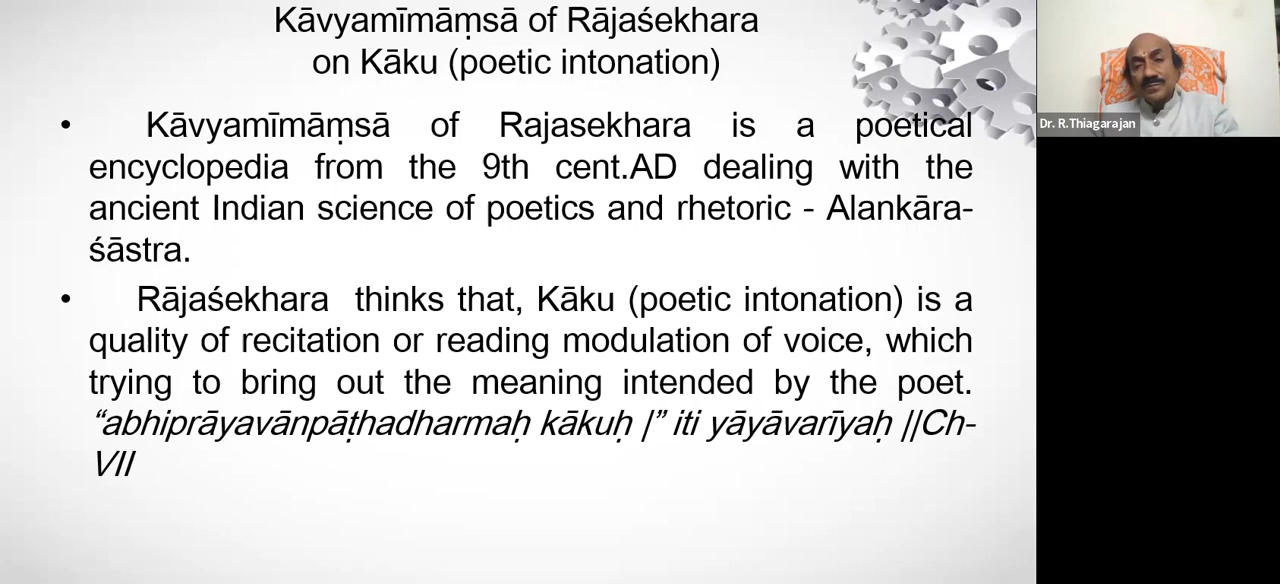 Kāvyamīmāṃsā of Rājaśekhara
on Kāku (poetic intonation)
• Kāvyamīmāṃsā of Rajasekhara is a poetical
encyclopedia from the 9th cent.AD dealing with the
ancient Indian science of poetics and rhetoric - Alankāra-
śāstra.
• Rājaśekhara thinks that, Kāku (poetic intonation) is a
quality of recitation or reading modulation of voice, which
trying to bring out the meaning intended by the poet.
“abhiprāyavānpāṭhadharmaḥ kākuḥ |” iti yāyāvarīyaḥ ||Ch-
VII
Dr. R.Thiagarajan